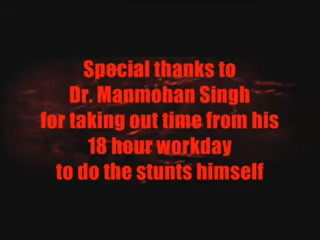 Special thanks to
Dr. Manmohan Singh
for taking out time from his
18 hour workday
to do the stunts himself